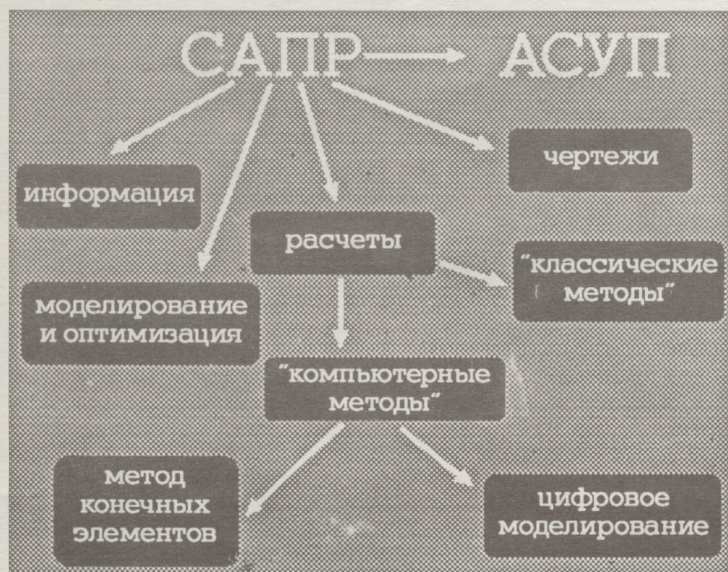 САПР АСУП
чертежи
информация
расчеты
"классические
методы"
моделирование
и оптимизация
"компьютерные
методы"
метод
конечных
элементов
цифровое
моделирование